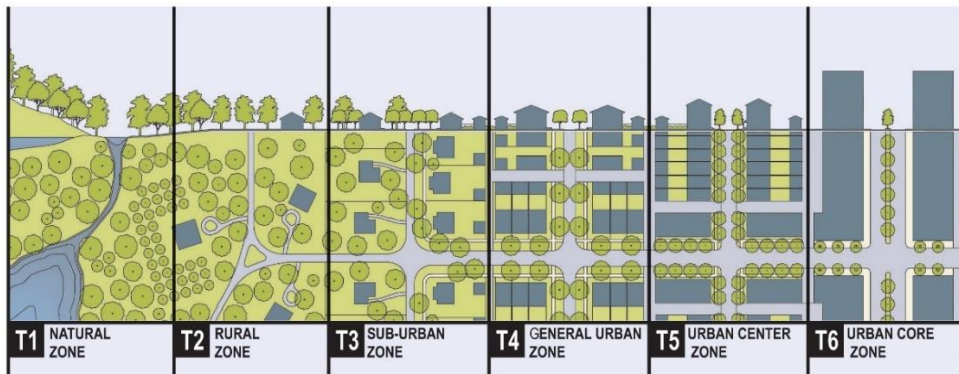 T1 NATURAL
ZONE
T2 RURAL
ZONE
T3 SUB-URBAN
ZONE
T4 GENERAL URBAN
ZONE
T5 URBAN CENTER
ZONE
T6 URBAN CORE
ZONE